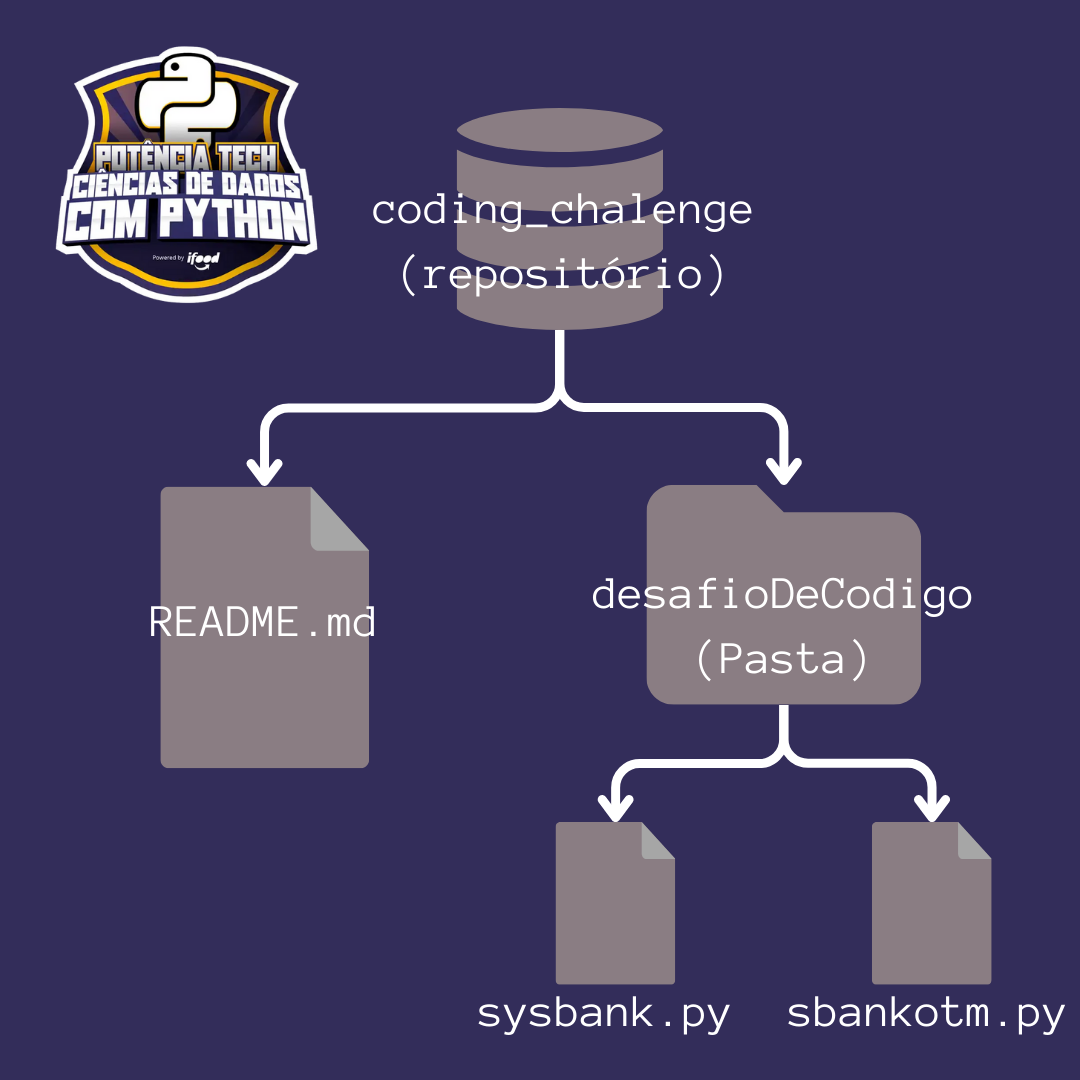 POTÊNCIA TECH
CIÊNCIAS DE DADOS
COM PYTHON
Powered by ifood
coding_chalenge
(repositório)
README.md
desafioDeCodigo
(Pasta)
sysbank.py
sbankotm.py